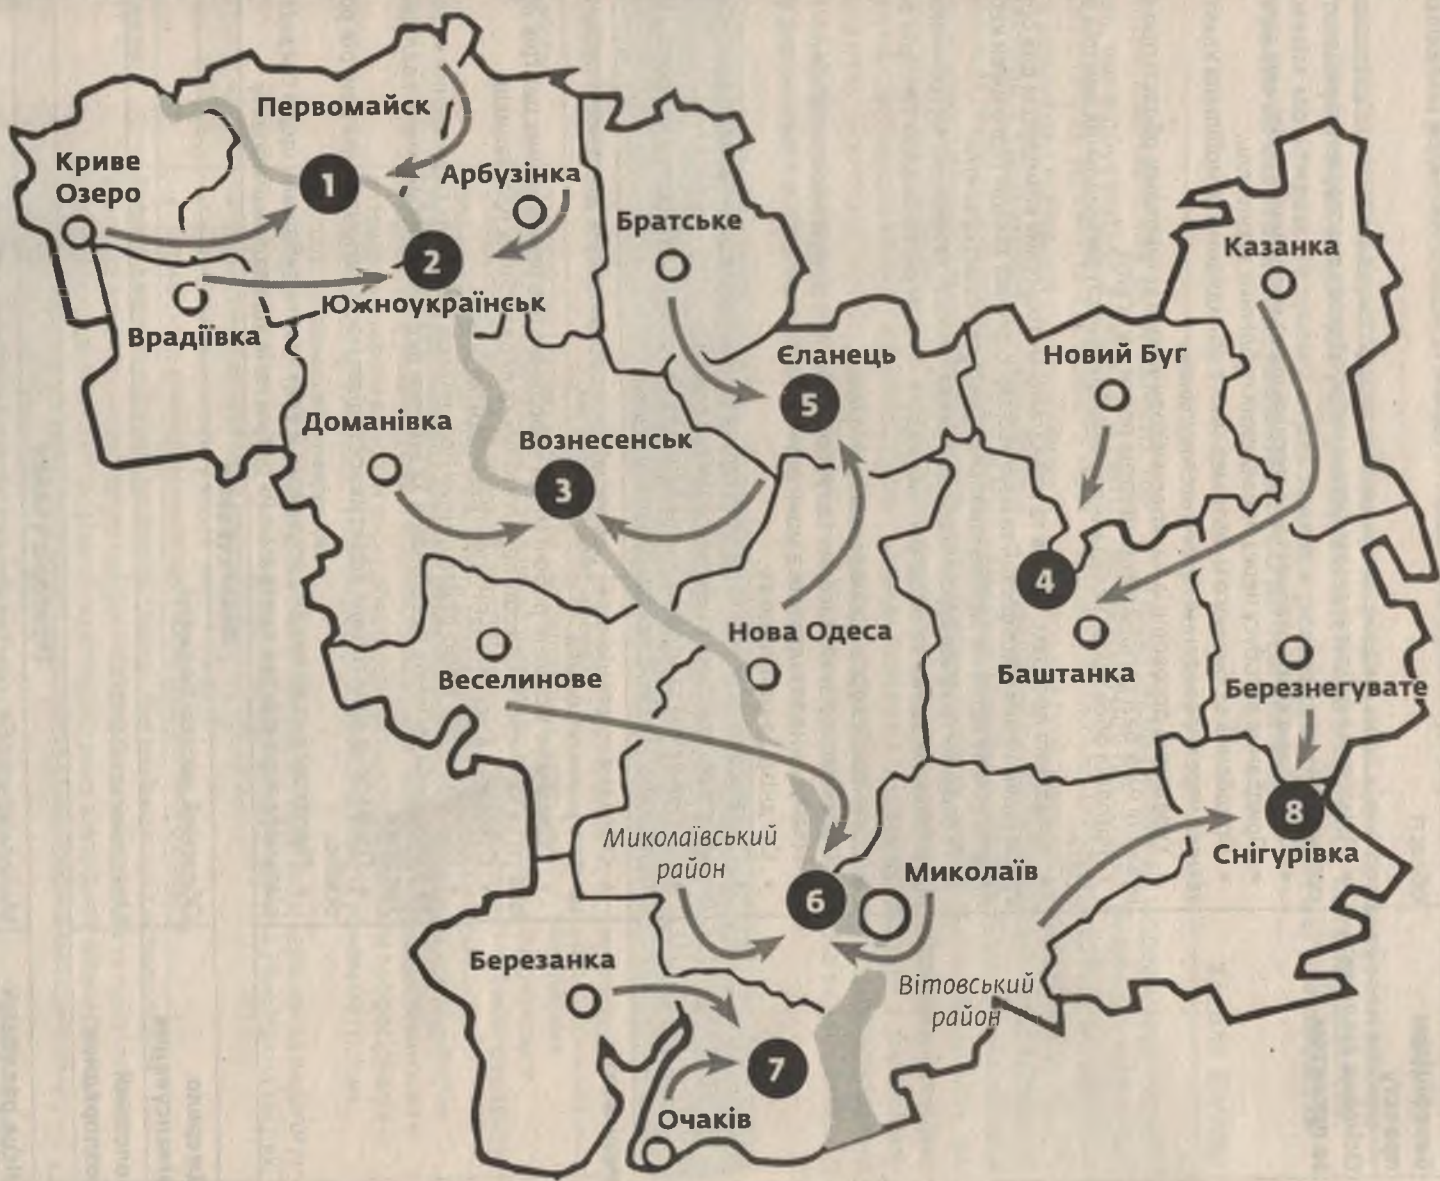 Первомайск
Криве
Озеро
1
Арбузінка
Братське
2
Казанка
Южноукраїнськ
Врадіївка
Єланець
Новий Буг
5
Доманівка
Вознесенськ
3
4
Нова Одеса
Веселинове
Баштанка
Березнегувате
8
Снігурівка
Миколаївський
район
Миколаїв
6
Березанка
Вітовський
район
7
Очаків